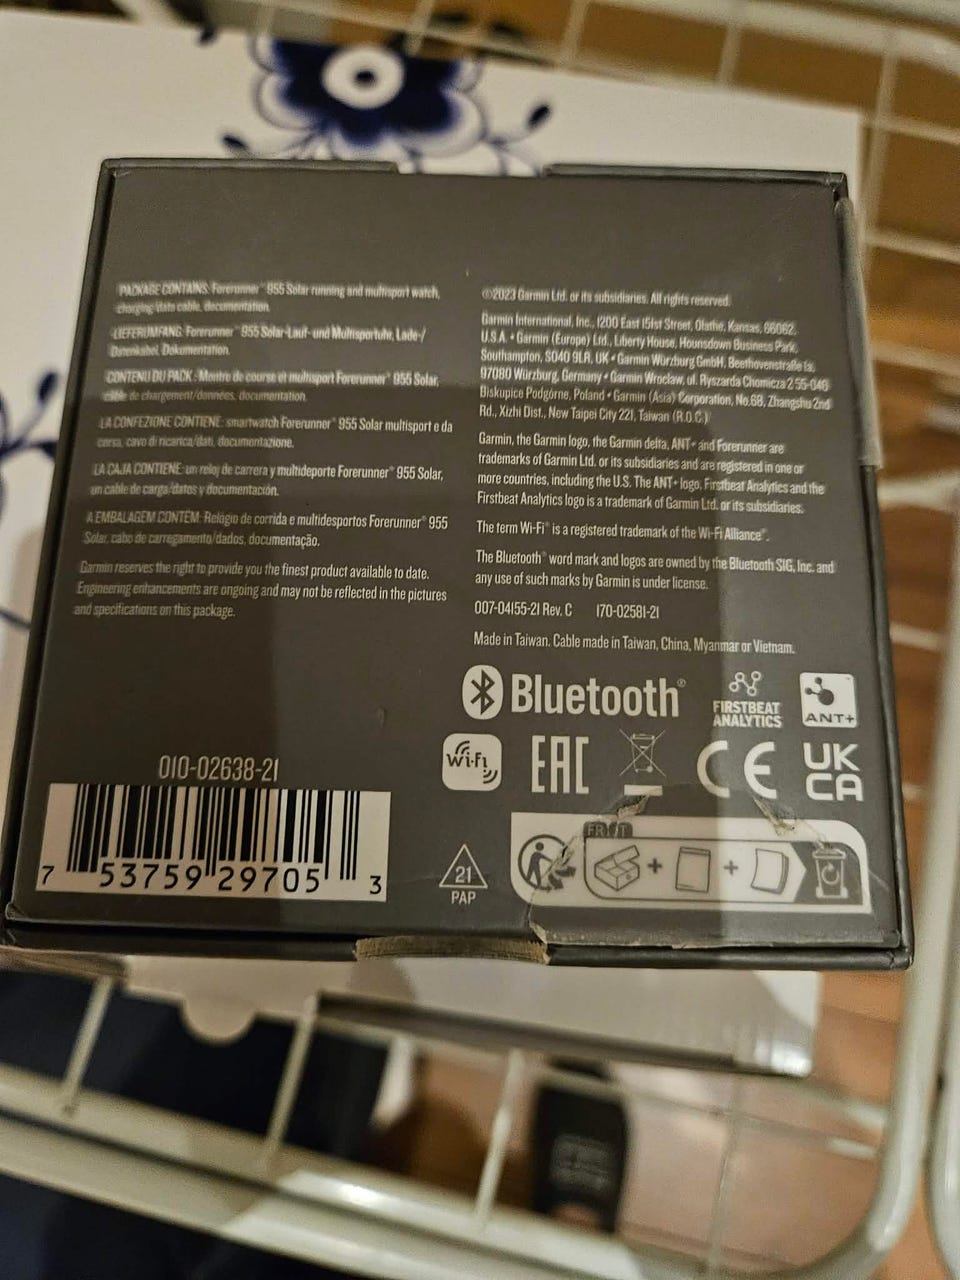 PACKAGE CONTAINS: Forerunner® 955 Solar running and multisport watch,
charging/data cable, documentation.
LIEFERUMFANG: Forerunner® 955 Solar-Lauf- und Multisportuhr, Lade-/
Datenkabel, Dokumentation.
CONTENU DU PACK : Montre de course et multisport Forerunner® 955 Solar,
câble de chargement/données, documentation.
LA CONFEZIONE CONTIENE: smartwatch Forerunner® 955 Solar multisport e da
corsa, cavo di ricarica/dati, documentazione.
LA CAJA CONTIENE: un reloj de carrera y multideporte Forerunner® 955 Solar,
un cable de carga/datos y documentación.
A EMBALAGEM CONTÉM: Relógio de corrida e multidesportos Forerunner® 955
Solar, cabo de carregamento/dados, documentação.
Garmin reserves the right to provide you the finest product available to date.
Engineering enhancements are ongoing and may not be reflected in the pictures
and specifications on this package.
©2023 Garmin Ltd. or its subsidiaries. All rights reserved.
Garmin International, Inc., 1200 East 151st Street, Olathe, Kansas, 66062,
U.S.A. • Garmin (Europe) Ltd., Liberty House, Hounsdown Business Park,
Southampton, SO40 9LR, UK • Garmin Würzburg GmbH, Beethovenstraße 1a,
97080 Würzburg, Germany • Garmin Wrocław, ul. Ryszarda Chomicza 2 55-040
Biskupice Podgórne, Poland • Garmin (Asia) Corporation, No.68, Zhangshu 2nd
Rd., Xizhi Dist., New Taipei City 221, Taiwan (R.O.C.)
Garmin, the Garmin logo, the Garmin delta, ANT+ and Forerunner are
trademarks of Garmin Ltd. or its subsidiaries and are registered in one or
more countries, including the U.S. The ANT+ logo, Firstbeat Analytics and the
Firstbeat Analytics logo is a trademark of Garmin Ltd. or its subsidiaries.
The term Wi-Fi® is a registered trademark of the Wi-Fi Alliance®.
The Bluetooth® word mark and logos are owned by the Bluetooth SIG, Inc. and
any use of such marks by Garmin is under license.
007-04155-21 Rev. C 170-02581-21
Made in Taiwan. Cable made in Taiwan, China, Myanmar or Vietnam.
Bluetooth®
FIRSTBEAT
ANALYTICS
ANT+
Wi-Fi
EAC
CE
UK
CA
010-02638-21
7 53759 29705 3
21
PAP
FR
+ +